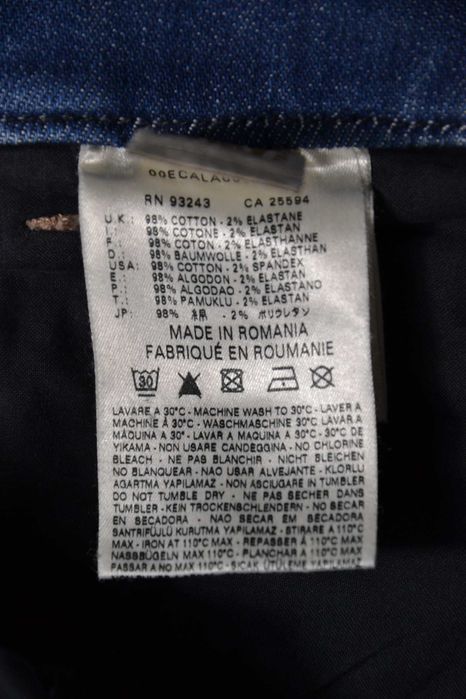 RN 93243 CA 25594
U.K.: 98% COTTON - 2% ELASTANE
I.: 98% COTONE - 2% ELASTAN
F.: 98% COTON - 2% ELASTHANNE
D.: 98% BAUMWOLLE - 2% ELASTHAN
USA: 98% COTTON - 2% SPANDEX
E.: 98% ALGODON - 2% ELASTAN
P.: 98% ALGODAO - 2% ELASTANO
T.: 98% PAMUKLU - 2% ELASTAN
JP: 98% 綿 - 2% ポリウレタン
MADE IN ROMANIA
FABRIQUÉ EN ROUMANIE
30
LAVARE A 30°C - MACHINE WASH TO 30°C - LAVER A
MACHINE À 30°C - WASCHMASCHINE 30°C LAVAR A
MÁQUINA A 30° - LAVAR A MAQUINA A 30°C - 30°C DE
YIKAMA - NON USARE CANDEGGINA - NO CHLORINE
BLEACH - NE PAS BLANCHIR - NICHT BLEICHEN
NO BLANQUEAR - NAO USAR ALVEJANTE - KLORLU
AGARTMA YAPILAMAZ - NON ASCIUGARE IN TUMBLER
DO NOT TUMBLE DRY - NE PAS SECHER DANS
TUMBLER - KEIN TROCKENSCHLENDERN - NO SECAR
EN SECADORA - NAO SECAR EM SECADORA
SANTRIFÜJLÜ KURUTMA YAPILAMAZ - STIRARE A 110°C
MAX - IRON AT 110°C MAX - REPASSER À 110°C MAX
NASSBÜGELN MAX 110°C - PLANCHAR A 110°C MAX
PASSAR A NO MAX 110°C - SICAK ÜTÜLEME YAPILAMAZ